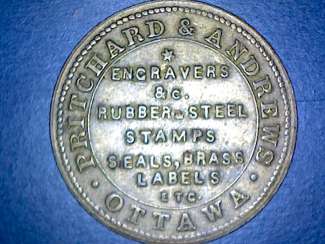 PRITCHARD & ANDREWS
ENGRAVERS
&C.
RUBBER-STEEL
STAMPS
SEALS, BRASS
LABELS
ETC.
· OTTAWA ·